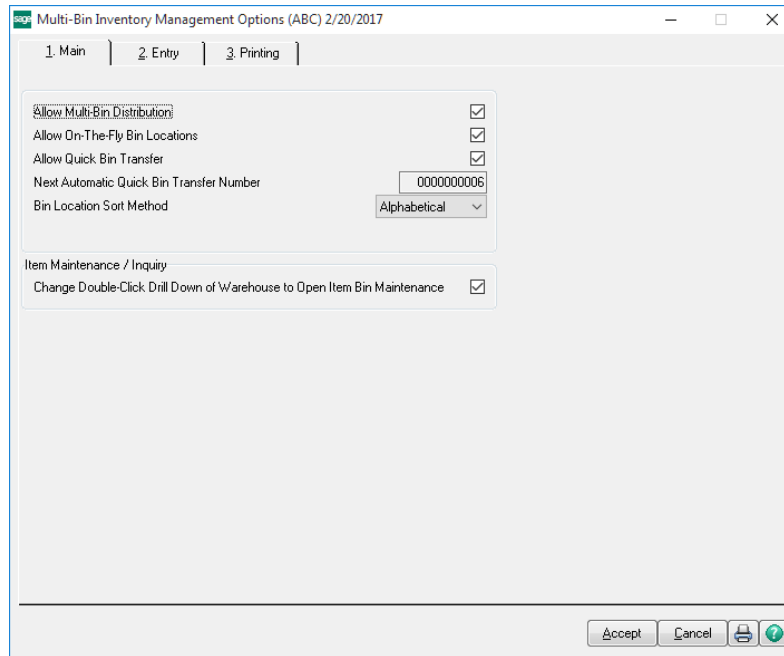 sage Multi-Bin Inventory Management Options (ABC) 2/20/2017
1. Main 2. Entry 3. Printing
Allow Multi-Bin Distribution
Allow On-The-Fly Bin Locations
Allow Quick Bin Transfer
Next Automatic Quick Bin Transfer Number 0000000006
Bin Location Sort Method Alphabetical
Item Maintenance / Inquiry
Change Double-Click Drill Down of Warehouse to Open Item Bin Maintenance
Accept Cancel ?